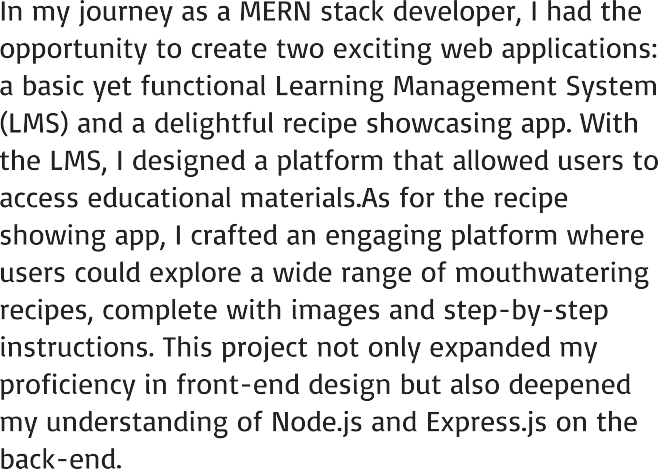 In my journey as a MERN stack developer, I had the
opportunity to create two exciting web applications:
a basic yet functional Learning Management System
(LMS) and a delightful recipe showcasing app. With
the LMS, I designed a platform that allowed users to
access educational materials.As for the recipe
showing app, I crafted an engaging platform where
users could explore a wide range of mouthwatering
recipes, complete with images and step-by-step
instructions. This project not only expanded my
proficiency in front-end design but also deepened
my understanding of Node.js and Express.js on the
back-end.